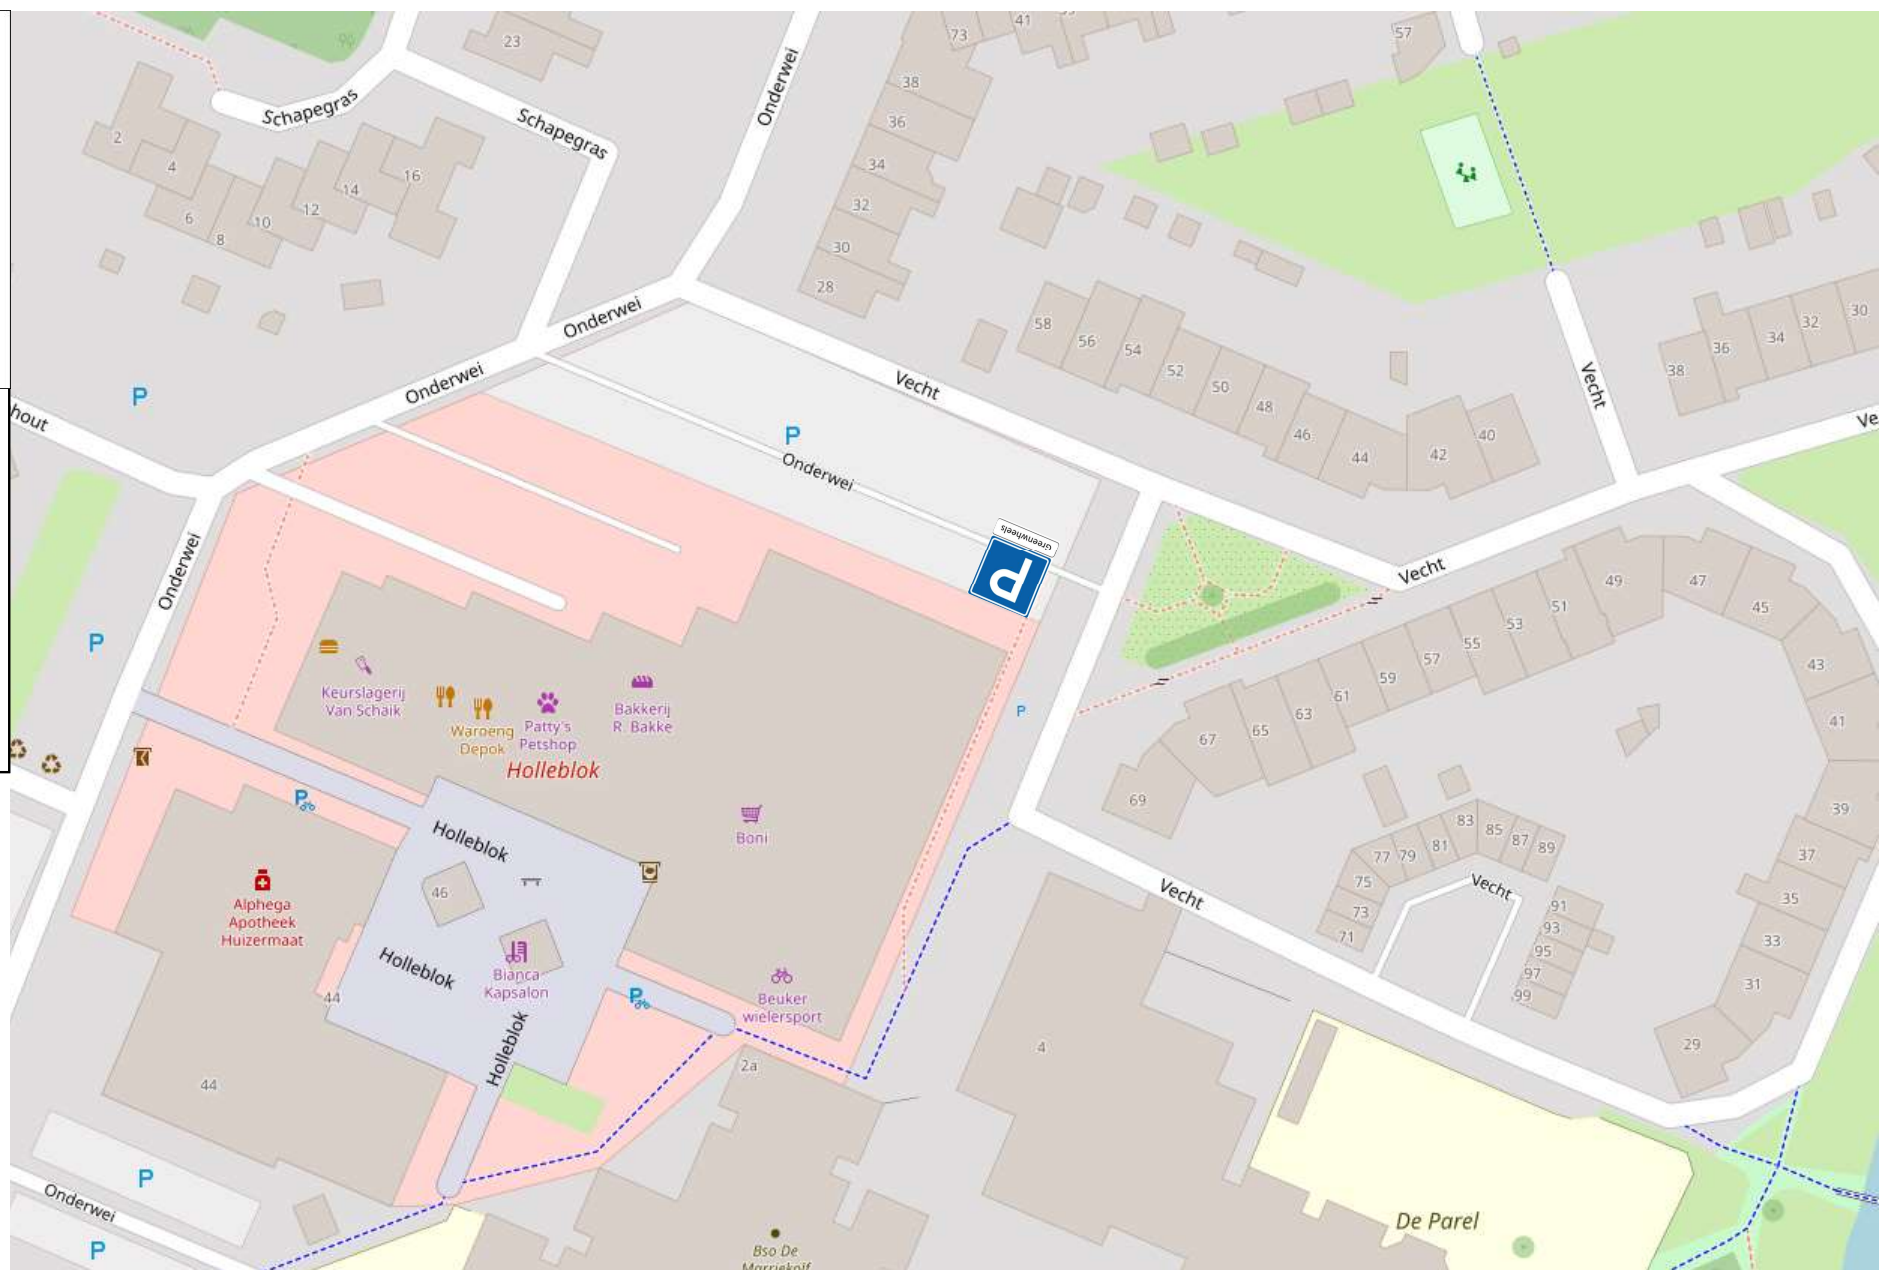 23
73
41
57
Schapegras
Schapegras
Onderwei
38
36
34
32
30
28
2
4
6
8
10
12
14
16
P
hout
Onderwei
Onderwei
Vecht
P
Onderwei
Greenwheels
P
58
56
54
52
50
48
46
44
42
40
Vecht
38
36
34
32
30
Ve
Onderwei
P
Vecht
49
47
45
43
41
39
37
35
33
31
29
51
53
55
57
59
61
63
65
67
69
P
Keurslagerij
Van Schaik
Waroeng
Depok
Patty's
Petshop
Bakkerij
R. Bakke
Holleblok
P
Boni
Holleblok
46
Alphega
Apotheek
Huizermaat
Holleblok
Bianca
Kapsalon
44
P
Beuker
wielersport
Holleblok
2a
44
4
Vecht
83
85
87
89
81
79
77
75
73
71
Vecht
91
93
95
97
99
P
Onderwei
P
De Parel
Bso De
Marriekolf